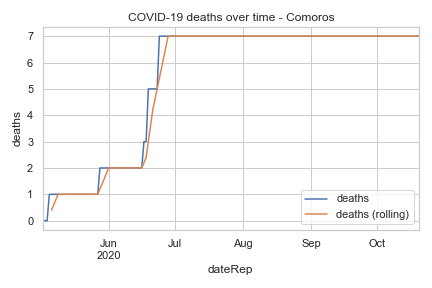 COVID-19 deaths over time - Comoros
deaths
7
6
5
4
3
2
1
0
Jun
2020
Jul
Aug
Sep
Oct
dateRep
deaths
deaths (rolling)